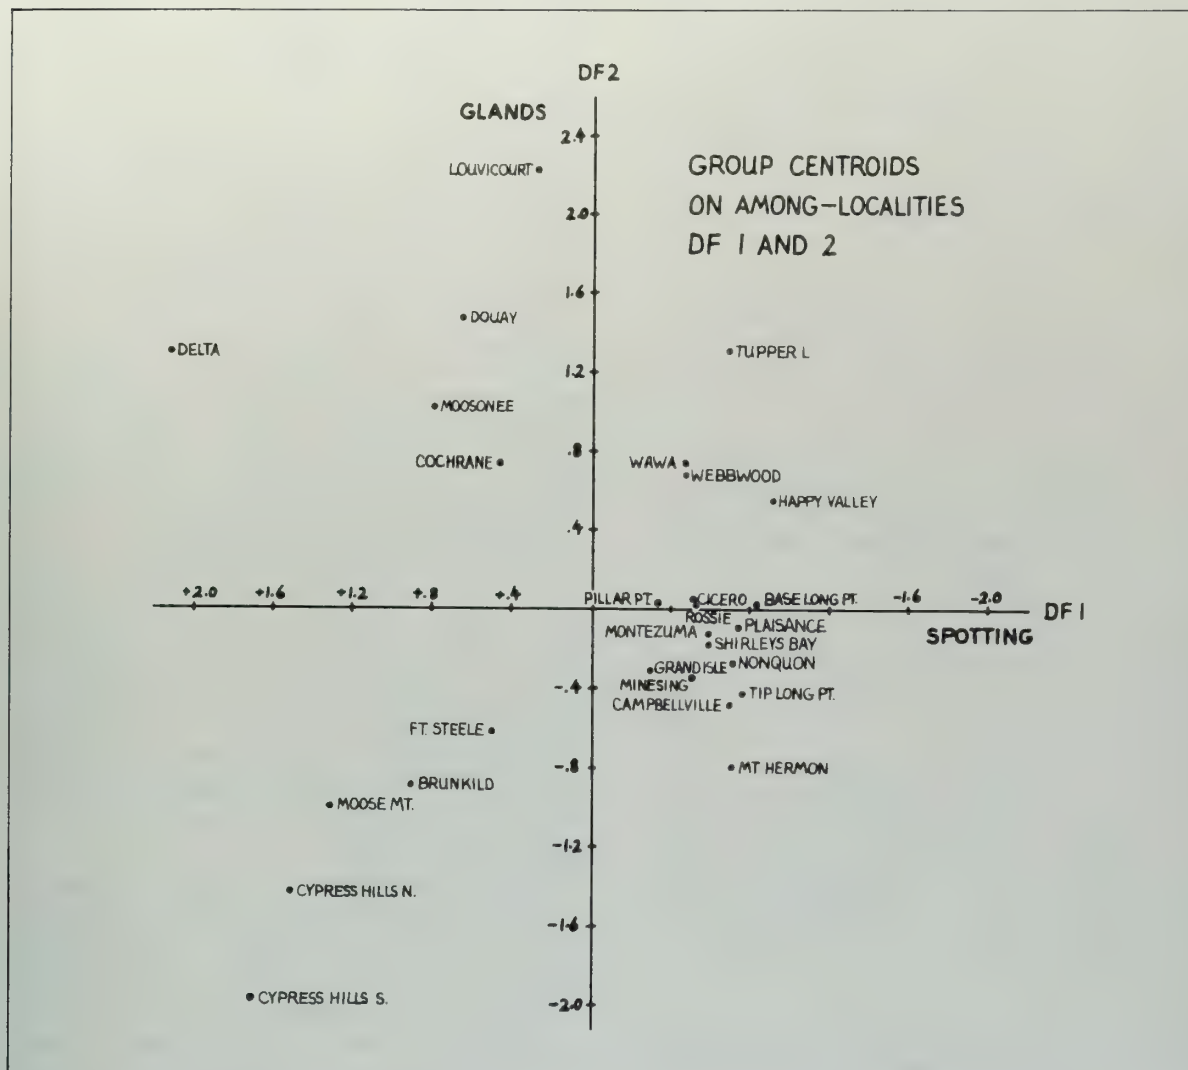 DF2
GLANDS
2.4
LOUVICOURT
GROUP CENTROIDS
ON AMONG-LOCALITIES
DF 1 AND 2
2.0
1.6
DOUAY
DELTA
TUPPER L
1.2
MOOSONEE
.8
COCHRANE
WAWA
WEBBWOOD
HAPPY VALLEY
.4
+2.0 +1.6 +1.2 +.8 +.4
PILLAR PT. CICERO BASE LONG PT. -1.6 -2.0 DF 1
ROSSIE PLAISANCE SPOTTING
MONTEZUMA
SHIRLEYS BAY
GRAND ISLE NONQUON
MINESING
-.4
TIP LONG PT.
CAMPBELLVILLE
FT. STEELE
-.8
MT HERMON
BRUNKILD
MOOSE MT.
-1.2
CYPRESS HILLS N.
-1.6
CYPRESS HILLS S.
-2.0